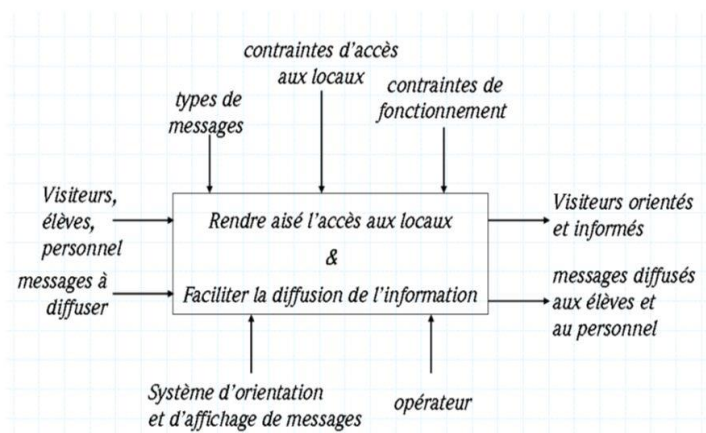 contraintes d'accès
aux locaux
contraintes de
fonctionnement
types de
messages
Visiteurs,
élèves,
personnel
messages à
diffuser
Rendre aisé l'accès aux locaux
&
Faciliter la diffusion de l'information
Visiteurs orientés
et informés
messages diffusés
aux élèves et
au personnel
Système d'orientation
et d'affichage de messages
opérateur